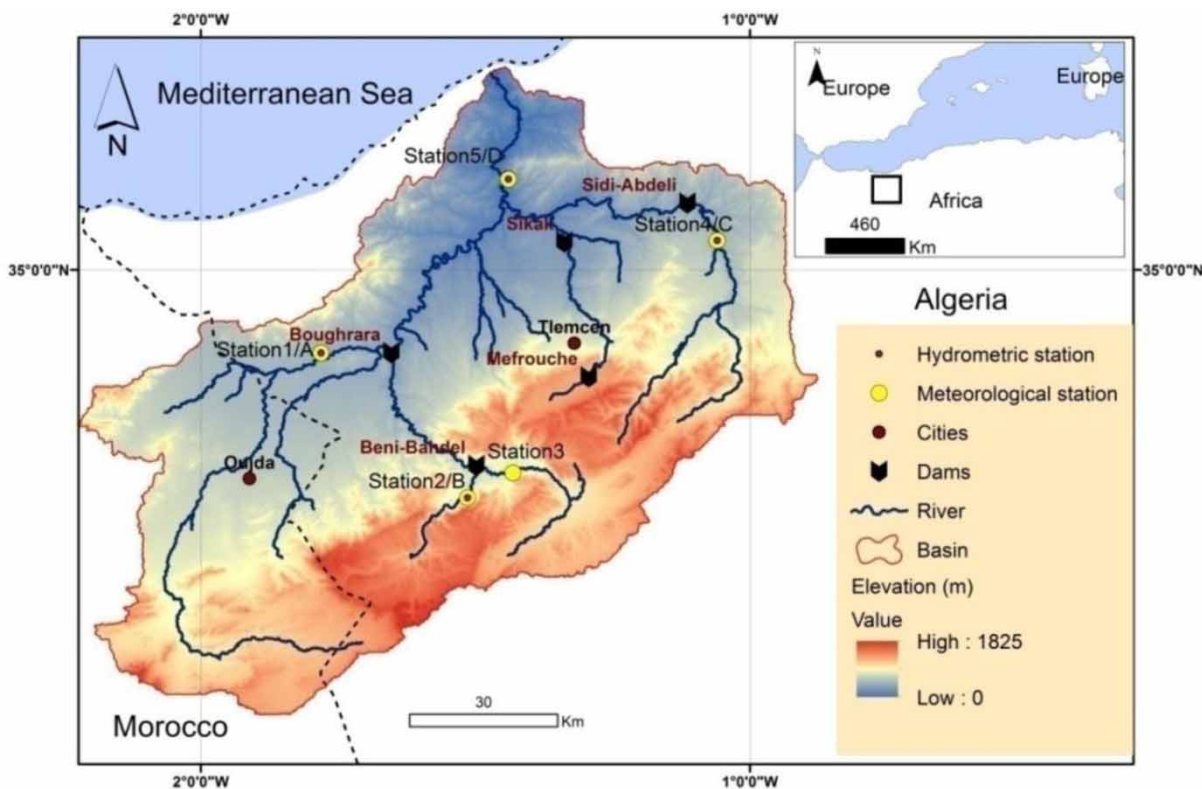 2°0'0"W
1°0'0"W
Mediterranean Sea
N
N
Europe
Europe
Africa
460
Km
Station5/D
Sidi-Abdeli
Sikak
Station4/C
35°0'0"N
35°0'0"N
Algeria
Boughrara
Station1/A
Tlemcen
Mefrouche
Hydrometric station
Meteorological station
Cities
Dams
River
Basin
Elevation (m)
Value
High : 1825
Low : 0
Beni-Bahdel
Station3
Oujda
Station2/B
30
Km
Morocco
2°0'0"W
1°0'0"W